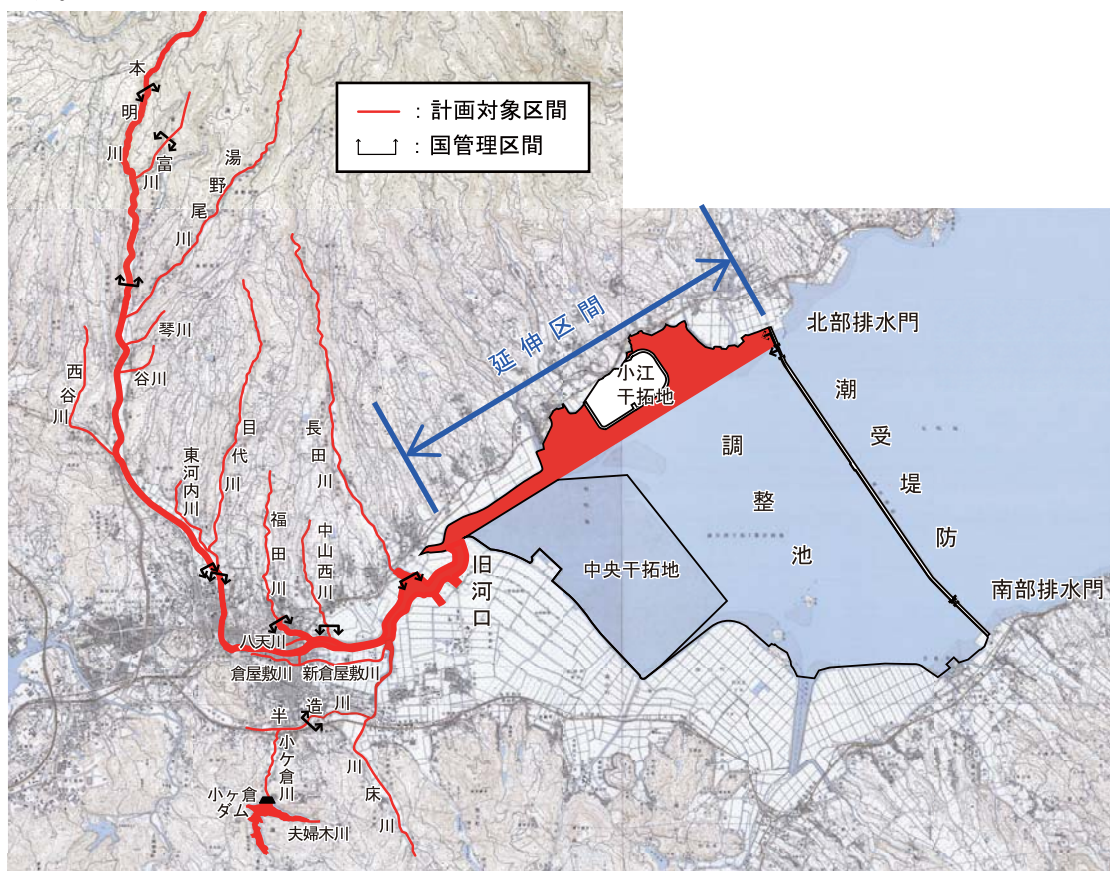 ：計画対象区間
：国管理区間
本明川
富川
湯野尾川
琴川
谷川
西谷川
東河内川
目代川
長田川
福田川
中山西川
延伸区間
小江
干拓地
北部排水門
潮受堤防
調整池
中央干拓地
旧河口
南部排水門
八天川
倉屋敷川
新倉屋敷川
半造川
小ケ倉川
川床川
小ヶ倉
ダム
夫婦木川